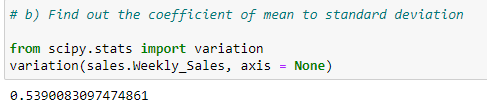 # b) Find out the coefficient of mean to standard deviation
from scipy.stats import variation
variation(sales.Weekly_Sales, axis = None)
0.5390083097474861